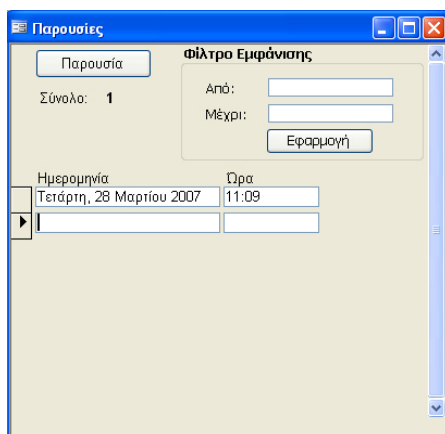 Παρουσίες
Παρουσία
Σύνολο: 1
Φίλτρο Εμφάνισης
Από:
Μέχρι:
Εφαρμογή
Ημερομηνία Ώρα
Τετάρτη, 28 Μαρτίου 2007 11:09